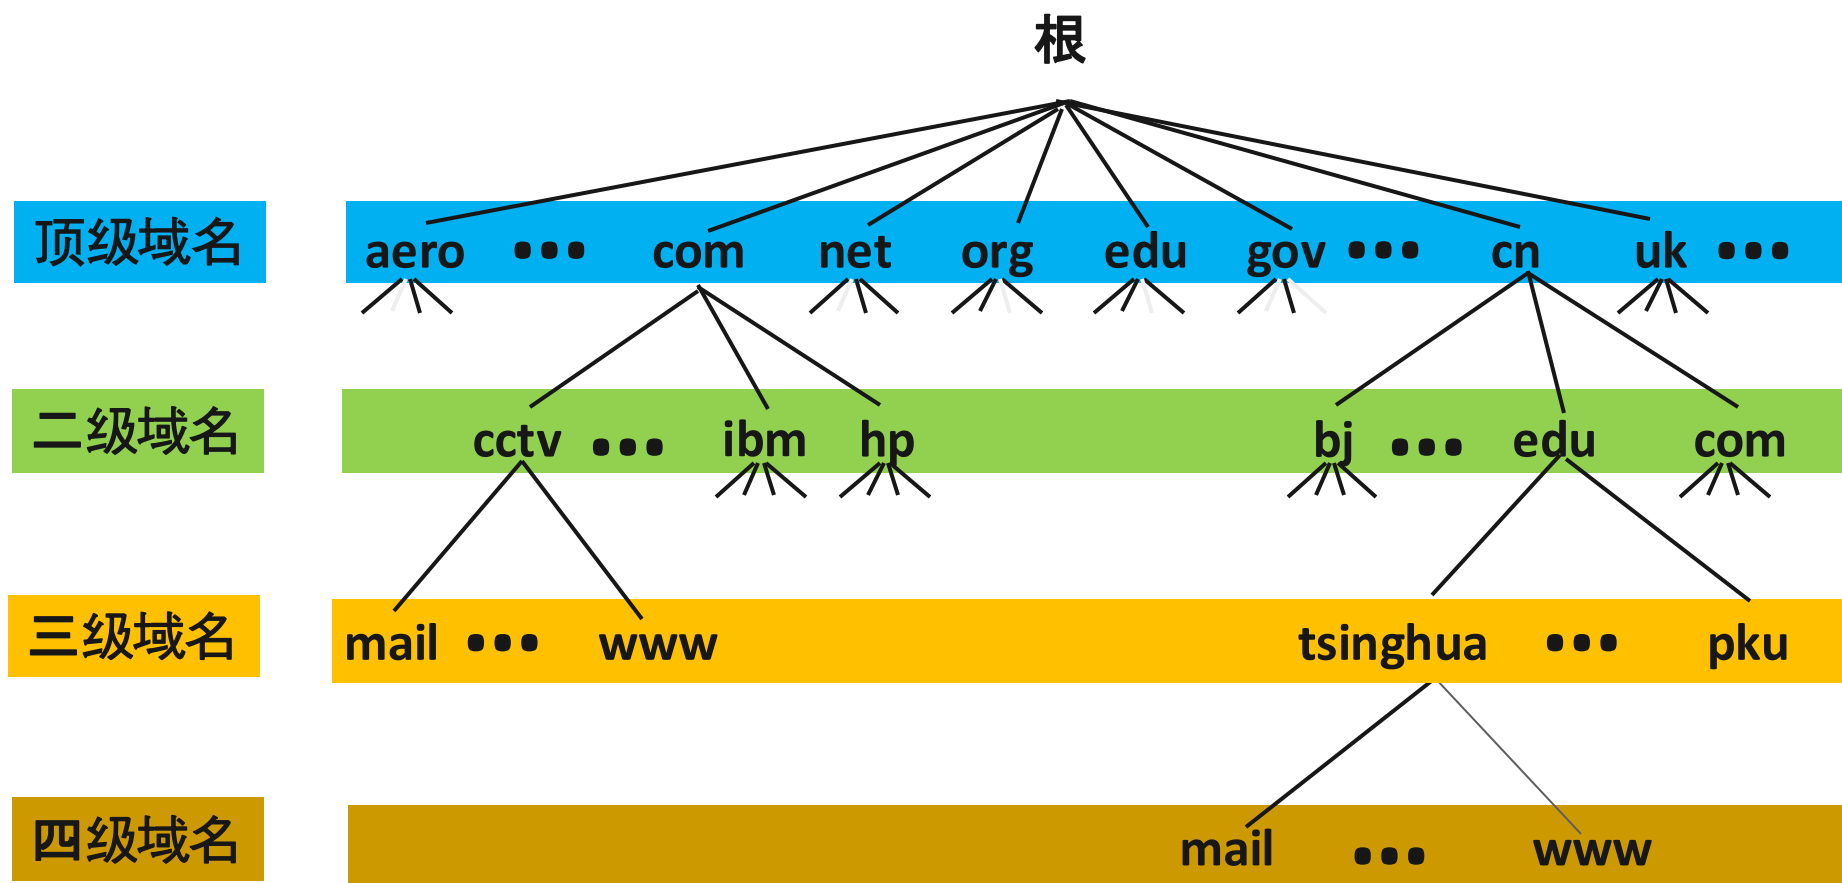 根
顶级域名 aero ... com net org edu gov ... cn uk ...
二级域名 cctv ... ibm hp bj ... edu com
三级域名 mail ... www tsinghua ... pku
四级域名 mail ... www